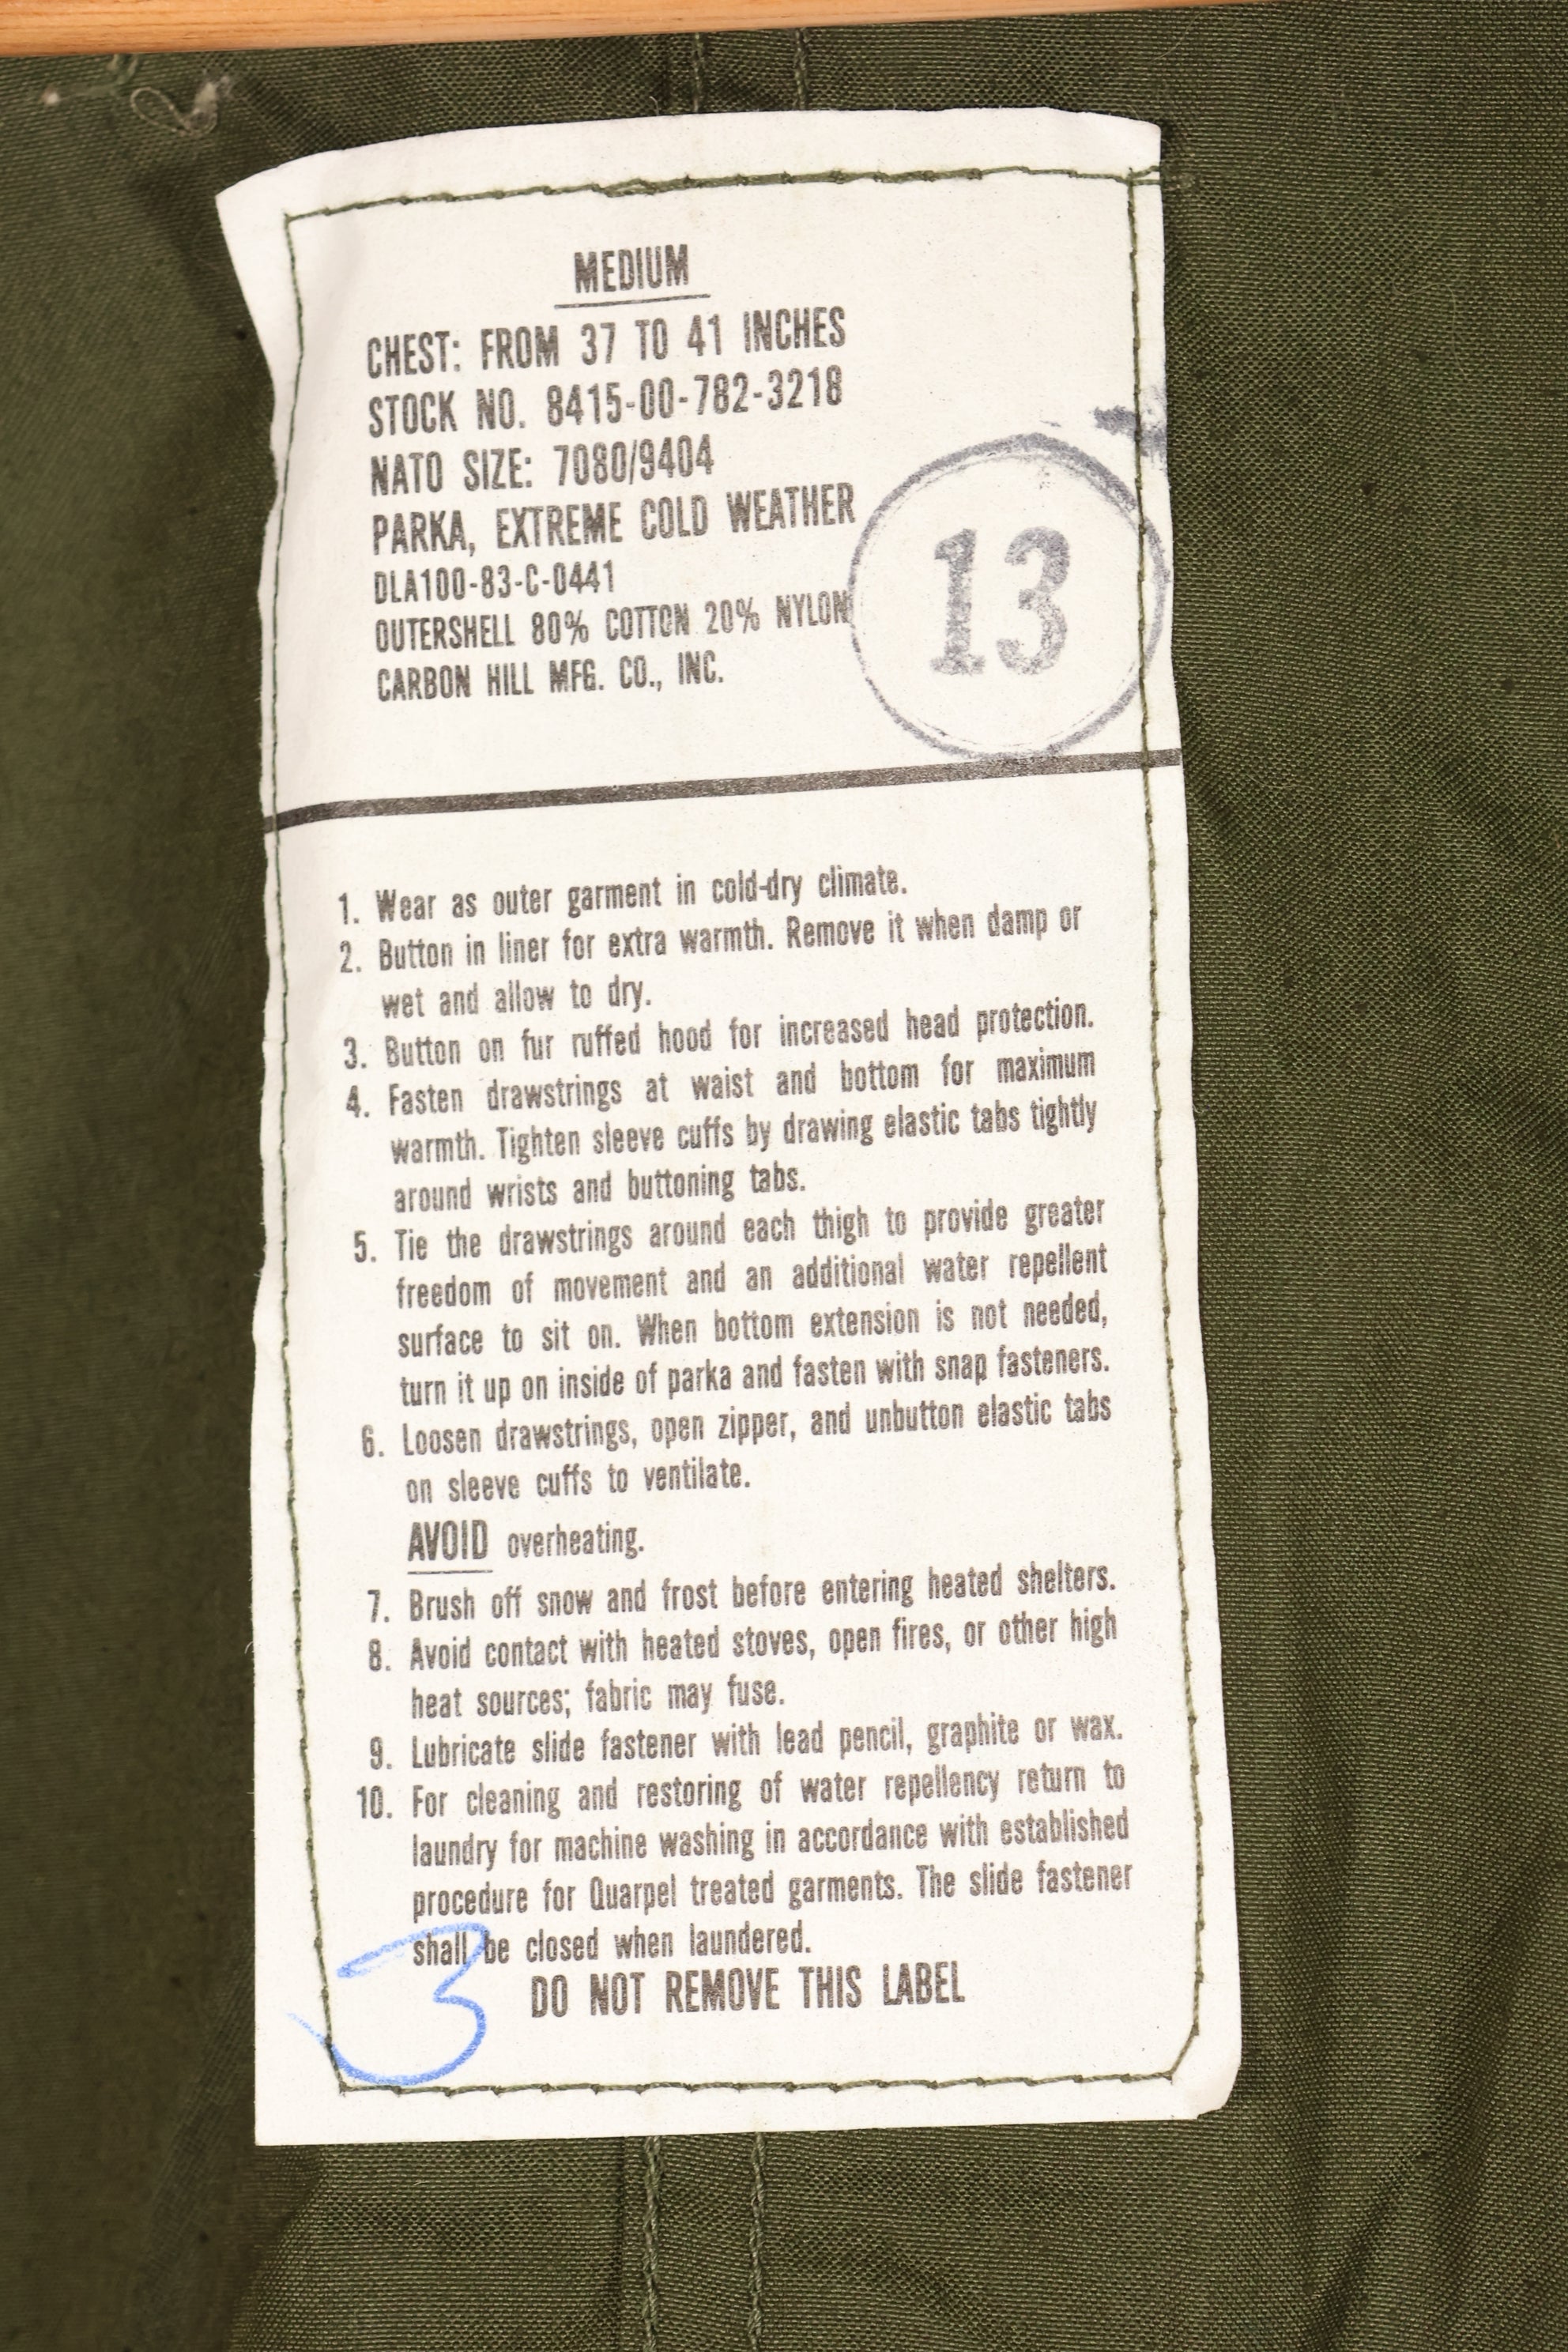 MEDIUM
CHEST: FROM 37 TO 41 INCHES
STOCK NO. 8415-00-782-3218
NATO SIZE: 7080/9404
PARKA, EXTREME COLD WEATHER
DLA100-83-C-0441
OUTERSHELL 80% COTTON 20% NYLON
CARBON HILL MFG. CO., INC.
13
1. Wear as outer garment in cold-dry climate.
2. Button in liner for extra warmth. Remove it when damp or
wet and allow to dry.
3. Button on fur ruffed hood for increased head protection.
4. Fasten drawstrings at waist and bottom for maximum
warmth. Tighten sleeve cuffs by drawing elastic tabs tightly
around wrists and buttoning tabs.
5. Tie the drawstrings around each thigh to provide greater
freedom of movement and an additional water repellent
surface to sit on. When bottom extension is not needed,
turn it up on inside of parka and fasten with snap fasteners.
6. Loosen drawstrings, open zipper, and unbutton elastic tabs
on sleeve cuffs to ventilate.
AVOID overheating.
7. Brush off snow and frost before entering heated shelters.
8. Avoid contact with heated stoves, open fires, or other high
heat sources; fabric may fuse.
9. Lubricate slide fastener with lead pencil, graphite or wax.
10. For cleaning and restoring of water repellency return to
laundry for machine washing in accordance with established
procedure for Quarpel treated garments. The slide fastener
shall be closed when laundered.
DO NOT REMOVE THIS LABEL
3